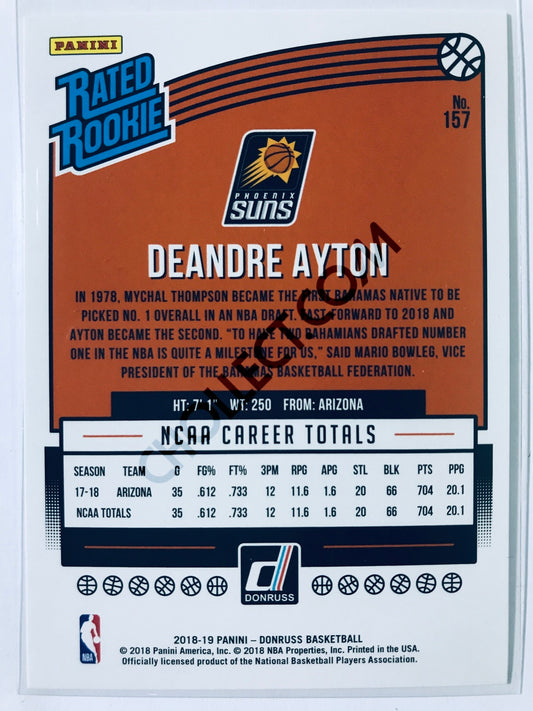 PANINI
RATED
ROOKIE
No.
157
PHOENIX
SUNS
DEANDRE AYTON
IN 1978, MYCHAL THOMPSON BECAME THE FIRST BAHAMAS NATIVE TO BE
PICKED NO. 1 OVERALL IN AN NBA DRAFT. FAST FORWARD TO 2018 AND
AYTON BECAME THE SECOND. “TO HAVE TWO BAHAMIANS DRAFTED NUMBER
ONE IN THE NBA IS QUITE A MILESTONE FOR US,” SAID MARIO BOWLEG, VICE
PRESIDENT OF THE BAHAMAS BASKETBALL FEDERATION.
HT: 7' 1" WT: 250 FROM: ARIZONA
NCAA CAREER TOTALS
SEASON TEAM G FG% FT% 3PM RPG APG STL BLK PTS PPG
17-18 ARIZONA 35 .612 .733 12 11.6 1.6 20 66 704 20.1
NCAA TOTALS 35 .612 .733 12 11.6 1.6 20 66 704 20.1
DONRUSS
NBA
2018-19 PANINI – DONRUSS BASKETBALL
© 2018 Panini America, Inc. © 2018 NBA Properties, Inc. Printed in the USA.
Officially licensed product of the National Basketball Players Association.
CHOLLECT.COM